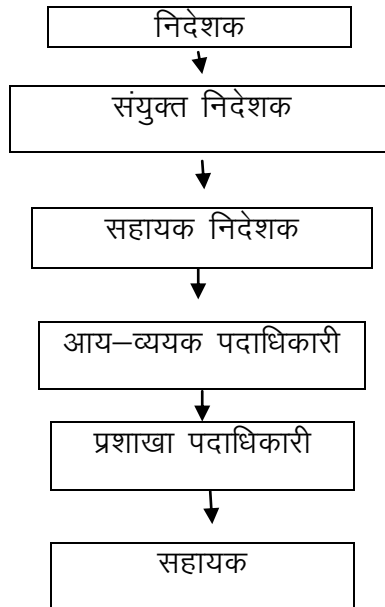 निदेशक
संयुक्त निदेशक
सहायक निदेशक
आय–व्ययक पदाधिकारी
प्रशाखा पदाधिकारी
सहायक